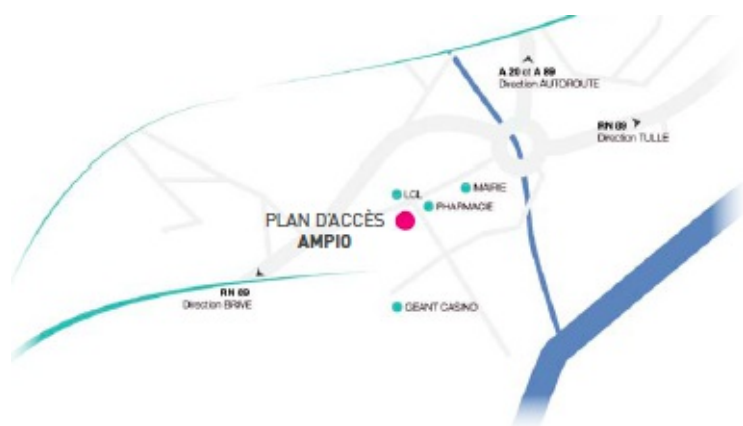 A 20 et A 89
Direction AUTOROUTE
RN 89
Direction TULLE
LCL
MAIRIE
PHARMACIE
PLAN D'ACCÈS
AMPIO
RN 89
Direction BRIVE
GEANT CASINO